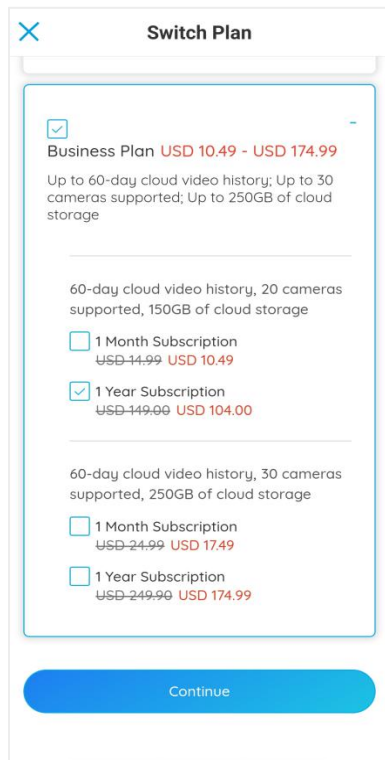 Switch Plan
Business Plan USD 10.49 - USD 174.99
Up to 60-day cloud video history; Up to 30
cameras supported; Up to 250GB of cloud
storage
60-day cloud video history, 20 cameras
supported, 150GB of cloud storage
1 Month Subscription
USD 14.99 USD 10.49
1 Year Subscription
USD 149.00 USD 104.00
60-day cloud video history, 30 cameras
supported, 250GB of cloud storage
1 Month Subscription
USD 24.99 USD 17.49
1 Year Subscription
USD 249.90 USD 174.99
Continue